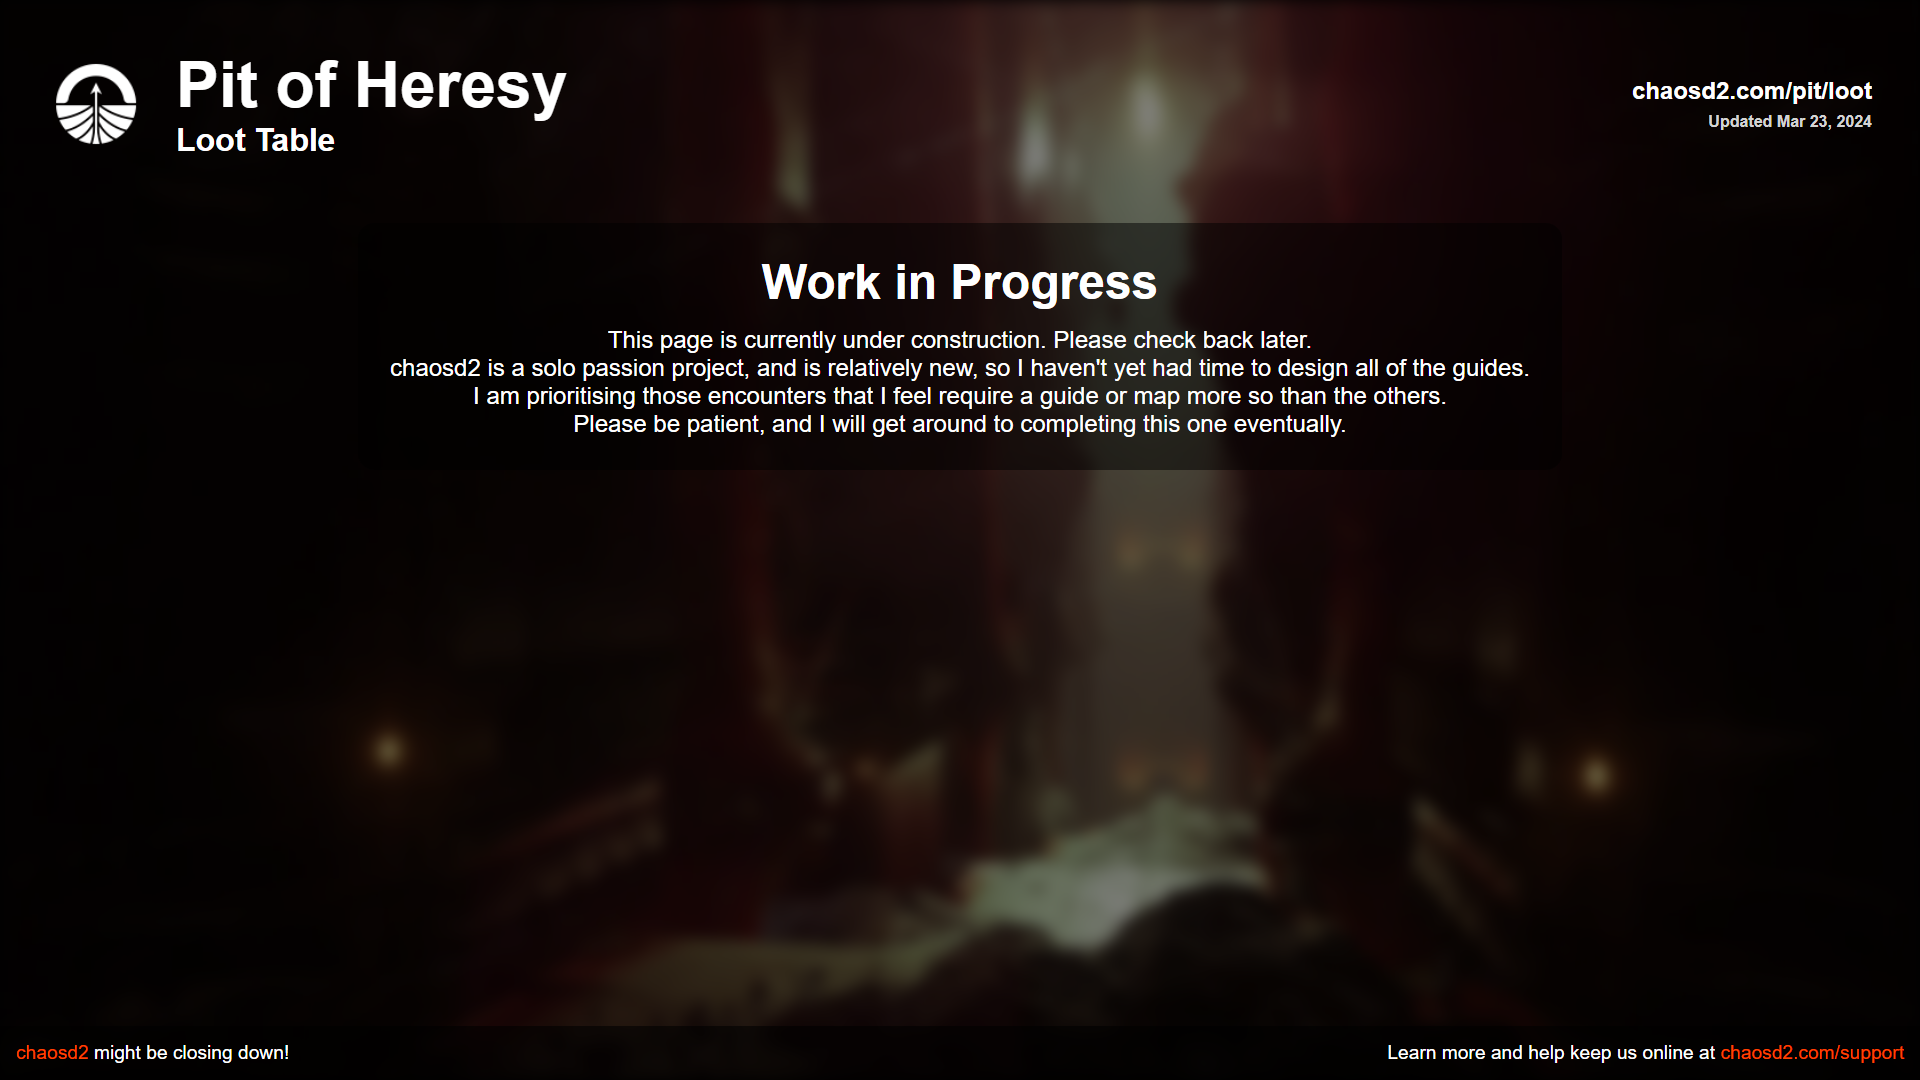 Pit of Heresy
Loot Table
chaosd2.com/pit/loot
Updated Mar 23, 2024
Work in Progress
This page is currently under construction. Please check back later.
chaosd2 is a solo passion project, and is relatively new, so I haven't yet had time to design all of the guides.
I am prioritising those encounters that I feel require a guide or map more so than the others.
Please be patient, and I will get around to completing this one eventually.
chaosd2 might be closing down!
Learn more and help keep us online at chaosd2.com/support